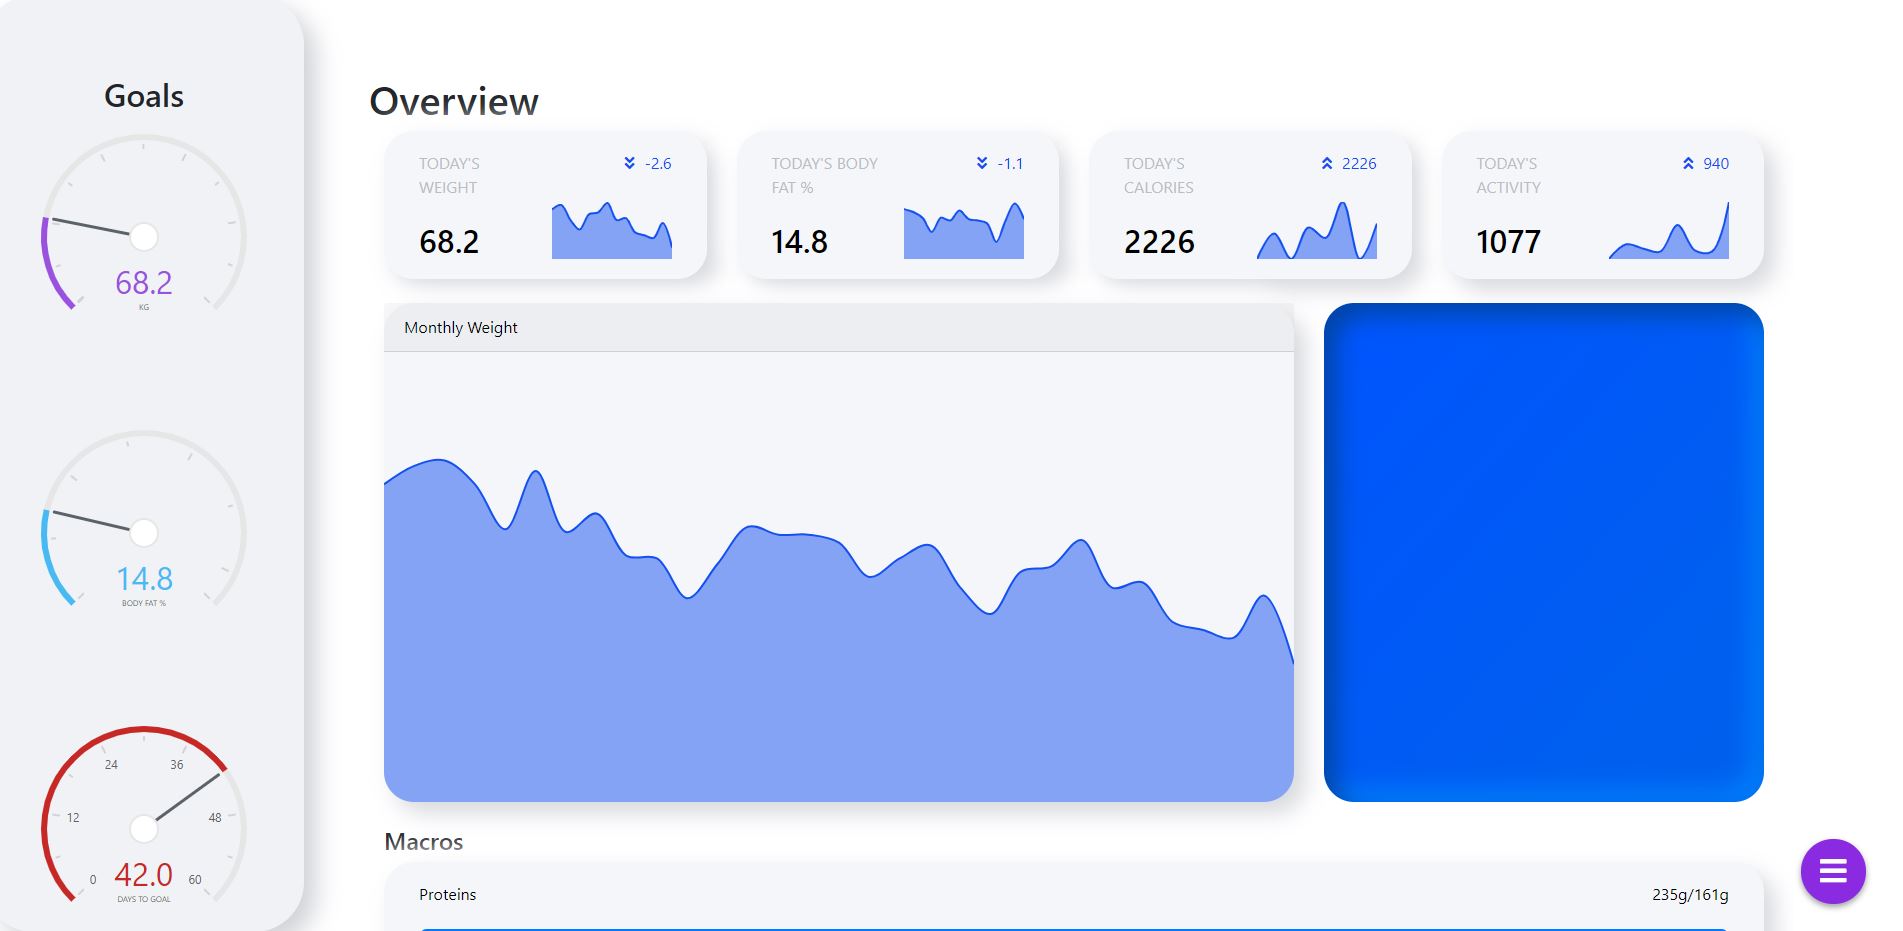 Goals
68.2
KG
14.8
BODY FAT %
24
36
12
48
0
42.0
60
DAYS TO GOAL
Overview
TODAY'S
WEIGHT
-2.6
68.2
TODAY'S BODY
FAT %
-1.1
14.8
TODAY'S
CALORIES
2226
2226
TODAY'S
ACTIVITY
940
1077
Monthly Weight
Macros
Proteins
235g/161g